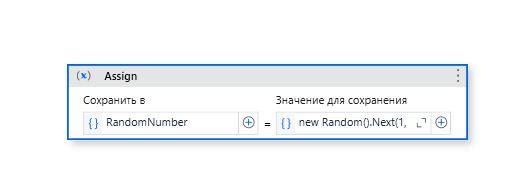 (x) Assign
Сохранить в
Значение для сохранения
{ } RandomNumber = { } new Random().Next(1,